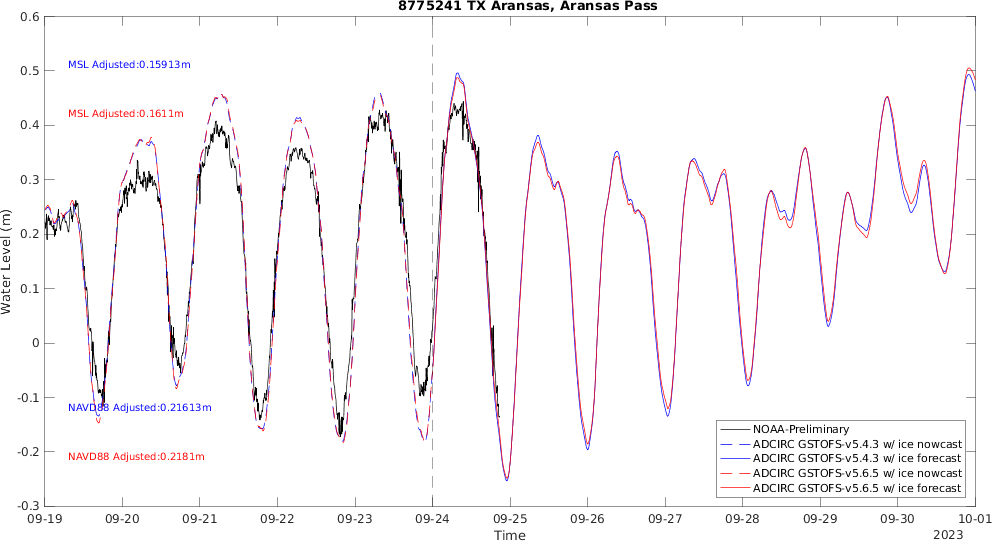 8775241 TX Aransas, Aransas Pass
0.6
0.5
0.4
0.3
0.2
0.1
0
-0.1
-0.2
-0.3
Water Level (m)
MSL Adjusted:0.15913m
MSL Adjusted:0.1611m
NAVD88 Adjusted:0.21613m
NAVD88 Adjusted:0.2181m
NOAA-Preliminary
ADCIRC GSTOFS-v5.4.3 w/ ice nowcast
ADCIRC GSTOFS-v5.4.3 w/ ice forecast
ADCIRC GSTOFS-v5.6.5 w/ ice nowcast
ADCIRC GSTOFS-v5.6.5 w/ ice forecast
09-19 09-20 09-21 09-22 09-23 09-24 09-25 09-26 09-27 09-28 09-29 09-30 10-01
Time
2023